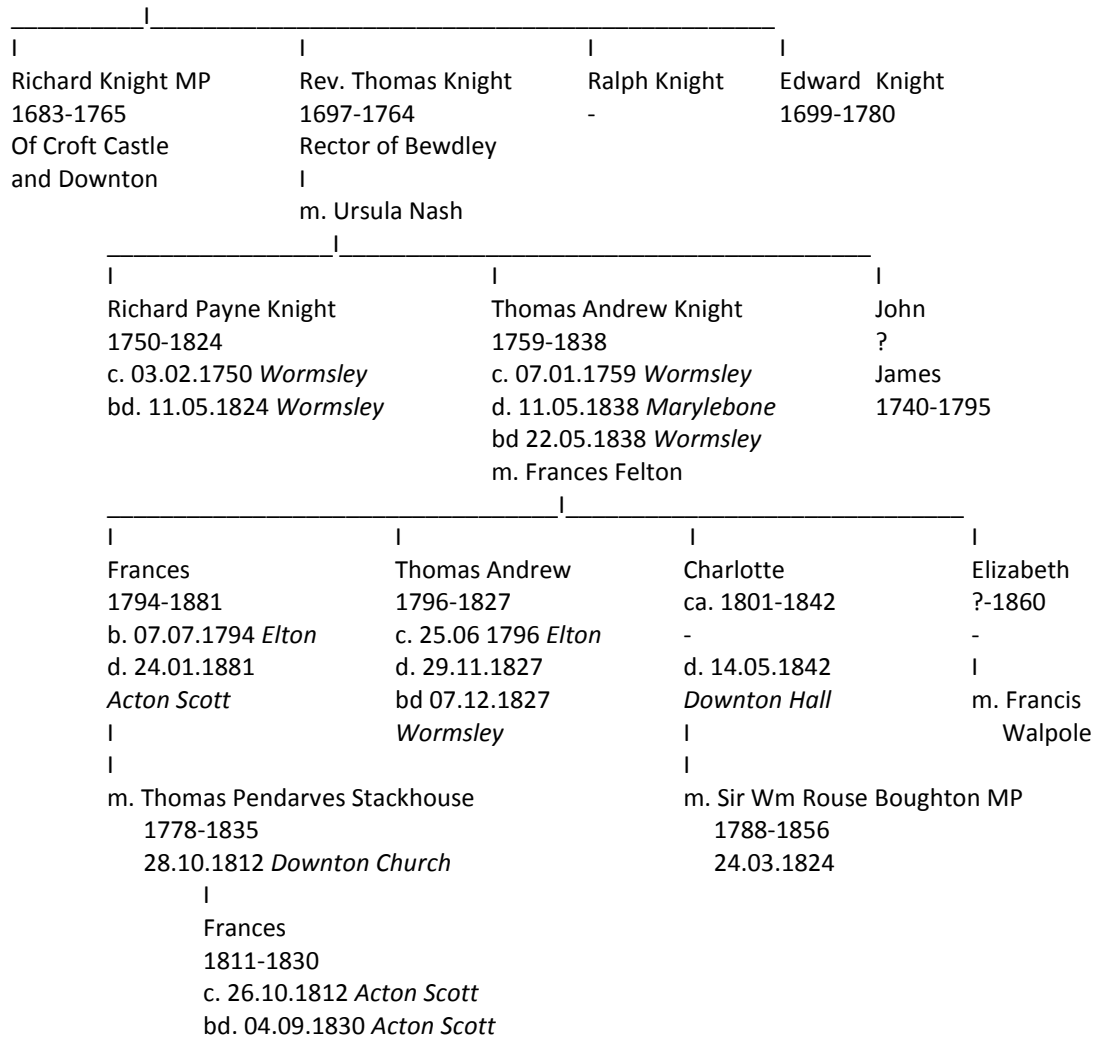 Richard Knight MP Rev. Thomas Knight Ralph Knight Edward Knight
1683-1765 1697-1764 - 1699-1780
Of Croft Castle Rector of Bewdley
and Downton I
m. Ursula Nash
I I I
Richard Payne Knight Thomas Andrew Knight John
1750-1824 1759-1838 ?
c. 03.02.1750 Wormsley c. 07.01.1759 Wormsley James
bd. 11.05.1824 Wormsley d. 11.05.1838 Marylebone 1740-1795
bd 22.05.1838 Wormsley
m. Frances Felton
I I I I
Frances Thomas Andrew Charlotte Elizabeth
1794-1881 1796-1827 ca. 1801-1842 ?-1860
b. 07.07.1794 Elton c. 25.06 1796 Elton - -
d. 24.01.1881 d. 29.11.1827 d. 14.05.1842 I
Acton Scott bd 07.12.1827 Downton Hall m. Francis
I Wormsley I Walpole
I I
m. Thomas Pendarves Stackhouse m. Sir Wm Rouse Boughton MP
1778-1835 1788-1856
28.10.1812 Downton Church 24.03.1824
I
Frances
1811-1830
c. 26.10.1812 Acton Scott
bd. 04.09.1830 Acton Scott